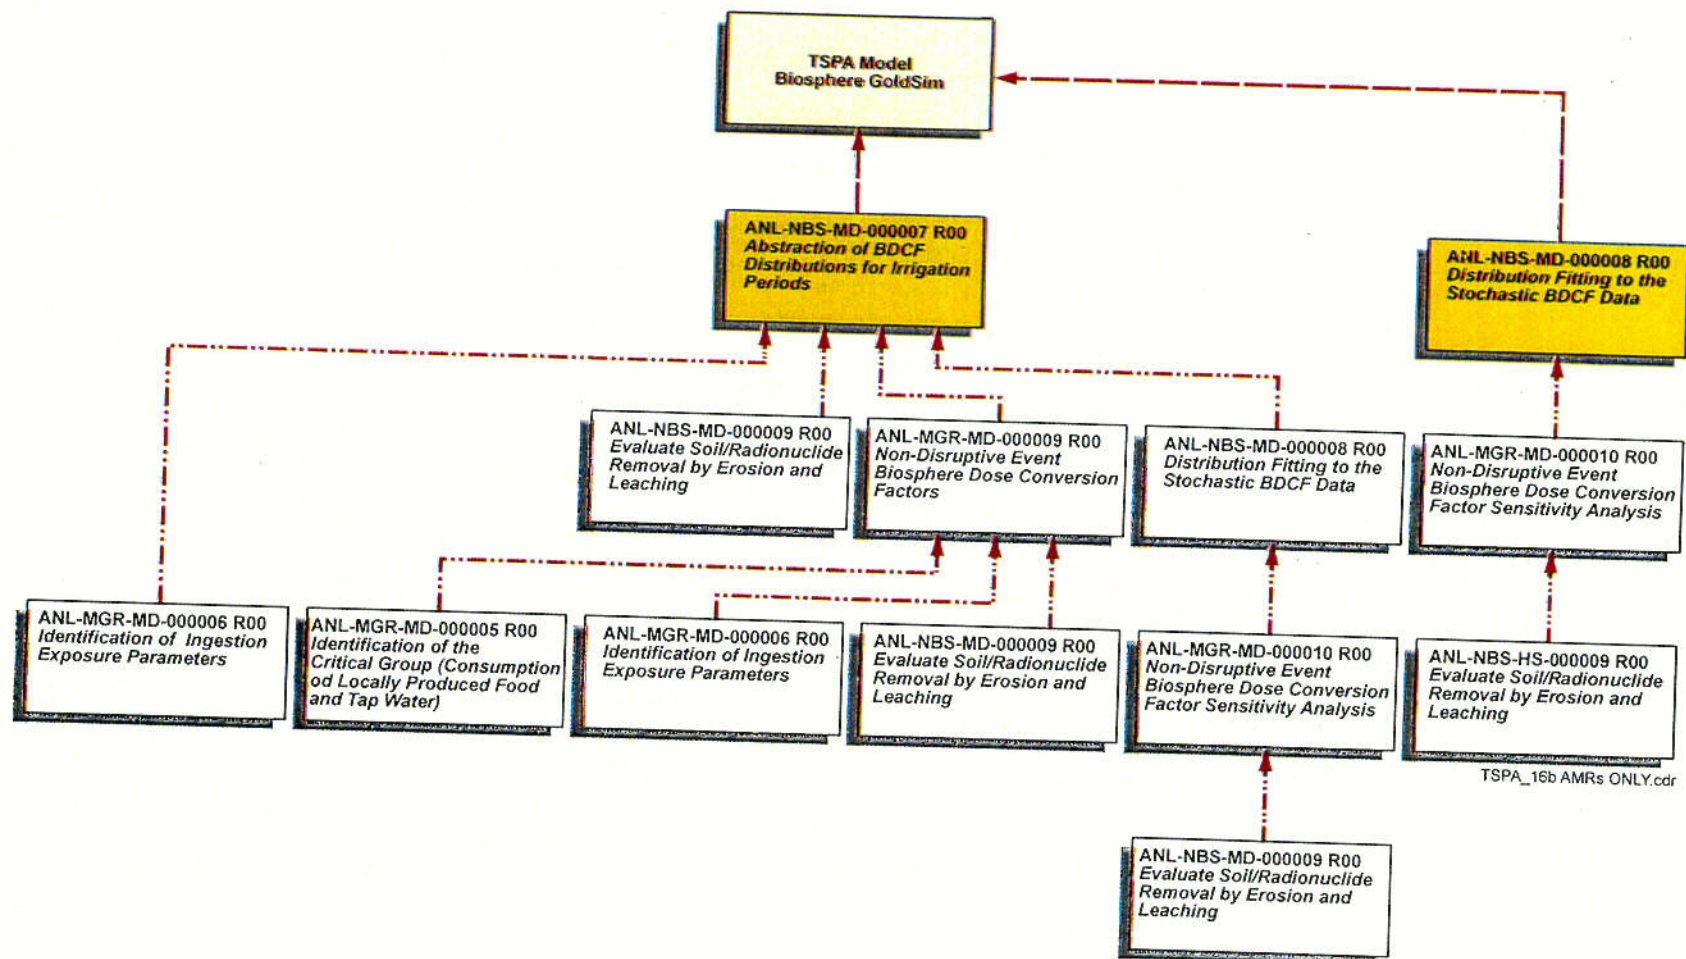 TSPA Model
Biosphere GoldSim
ANL-NBS-MD-000007 R00
Abstraction of BDCF
Distributions for Irrigation
Periods
ANL-NBS-MD-000008 R00
Distribution Fitting to the
Stochastic BDCF Data
ANL-NBS-MD-000009 R00
Evaluate Soil/Radionuclide
Removal by Erosion and
Leaching
ANL-MGR-MD-000009 R00
Non-Disruptive Event
Biosphere Dose Conversion
Factors
ANL-NBS-MD-000008 R00
Distribution Fitting to the
Stochastic BDCF Data
ANL-MGR-MD-000010 R00
Non-Disruptive Event
Biosphere Dose Conversion
Factor Sensitivity Analysis
ANL-MGR-MD-000006 R00
Identification of Ingestion
Exposure Parameters
ANL-MGR-MD-000005 R00
Identification of the
Critical Group (Consumption
od Locally Produced Food
and Tap Water)
ANL-MGR-MD-000006 R00
Identification of Ingestion
Exposure Parameters
ANL-NBS-MD-000009 R00
Evaluate Soil/Radionuclide
Removal by Erosion and
Leaching
ANL-MGR-MD-000010 R00
Non-Disruptive Event
Biosphere Dose Conversion
Factor Sensitivity Analysis
ANL-NBS-HS-000009 R00
Evaluate Soil/Radionuclide
Removal by Erosion and
Leaching
TSPA_16b AMRs ONLY.cdr
ANL-NBS-MD-000009 R00
Evaluate Soil/Radionuclide
Removal by Erosion and
Leaching